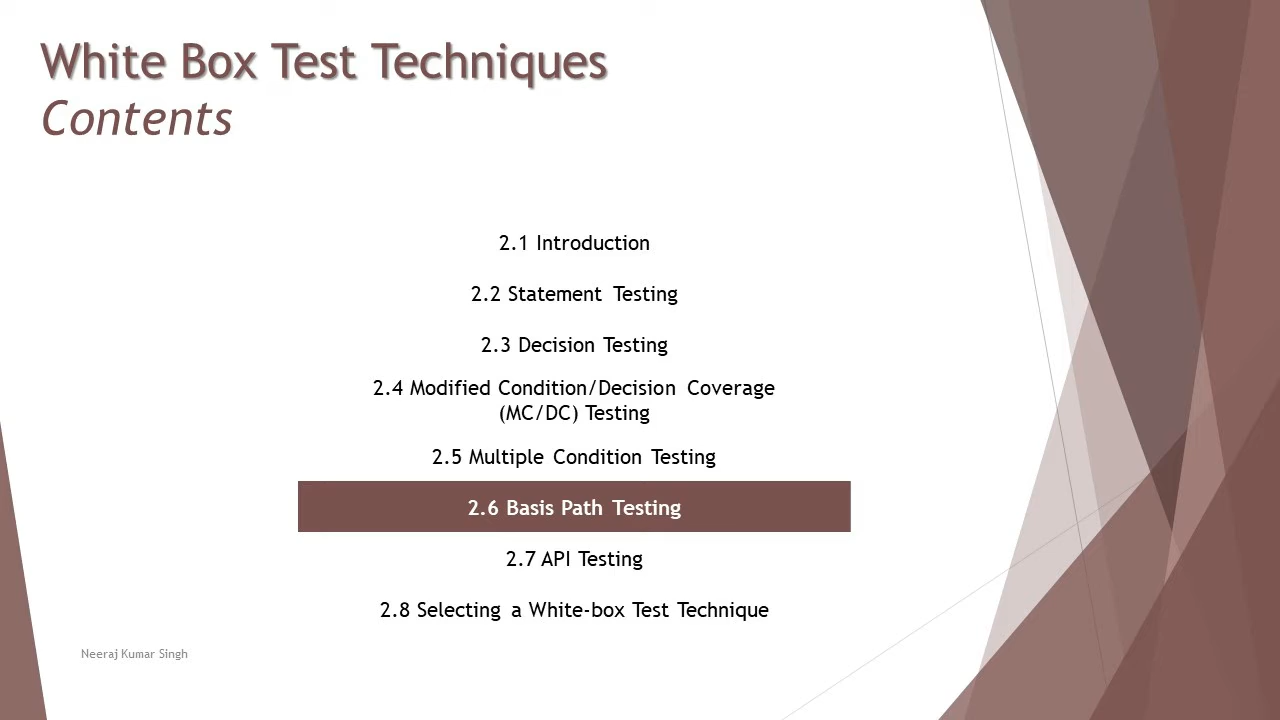 White Box Test Techniques
Contents
2.1 Introduction
2.2 Statement Testing
2.3 Decision Testing
2.4 Modified Condition/Decision Coverage
(MC/DC) Testing
2.5 Multiple Condition Testing
2.6 Basis Path Testing
2.7 API Testing
2.8 Selecting a White-box Test Technique
Neeraj Kumar Singh